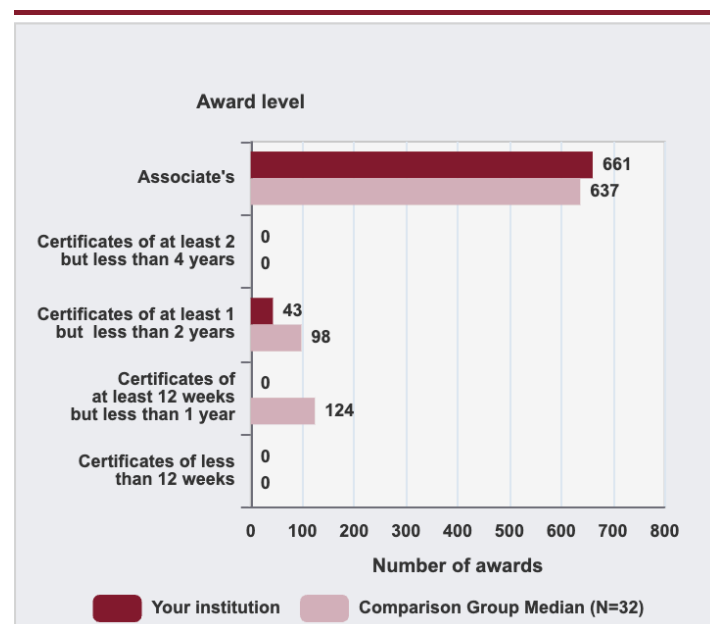 Award level
Associate's
661
637
Certificates of at least 2
but less than 4 years
0
0
Certificates of at least 1
but less than 2 years
43
98
Certificates of
at least 12 weeks
but less than 1 year
0
124
Certificates of less
than 12 weeks
0
0
0 100 200 300 400 500 600 700 800
Number of awards
Your institution Comparison Group Median (N=32)